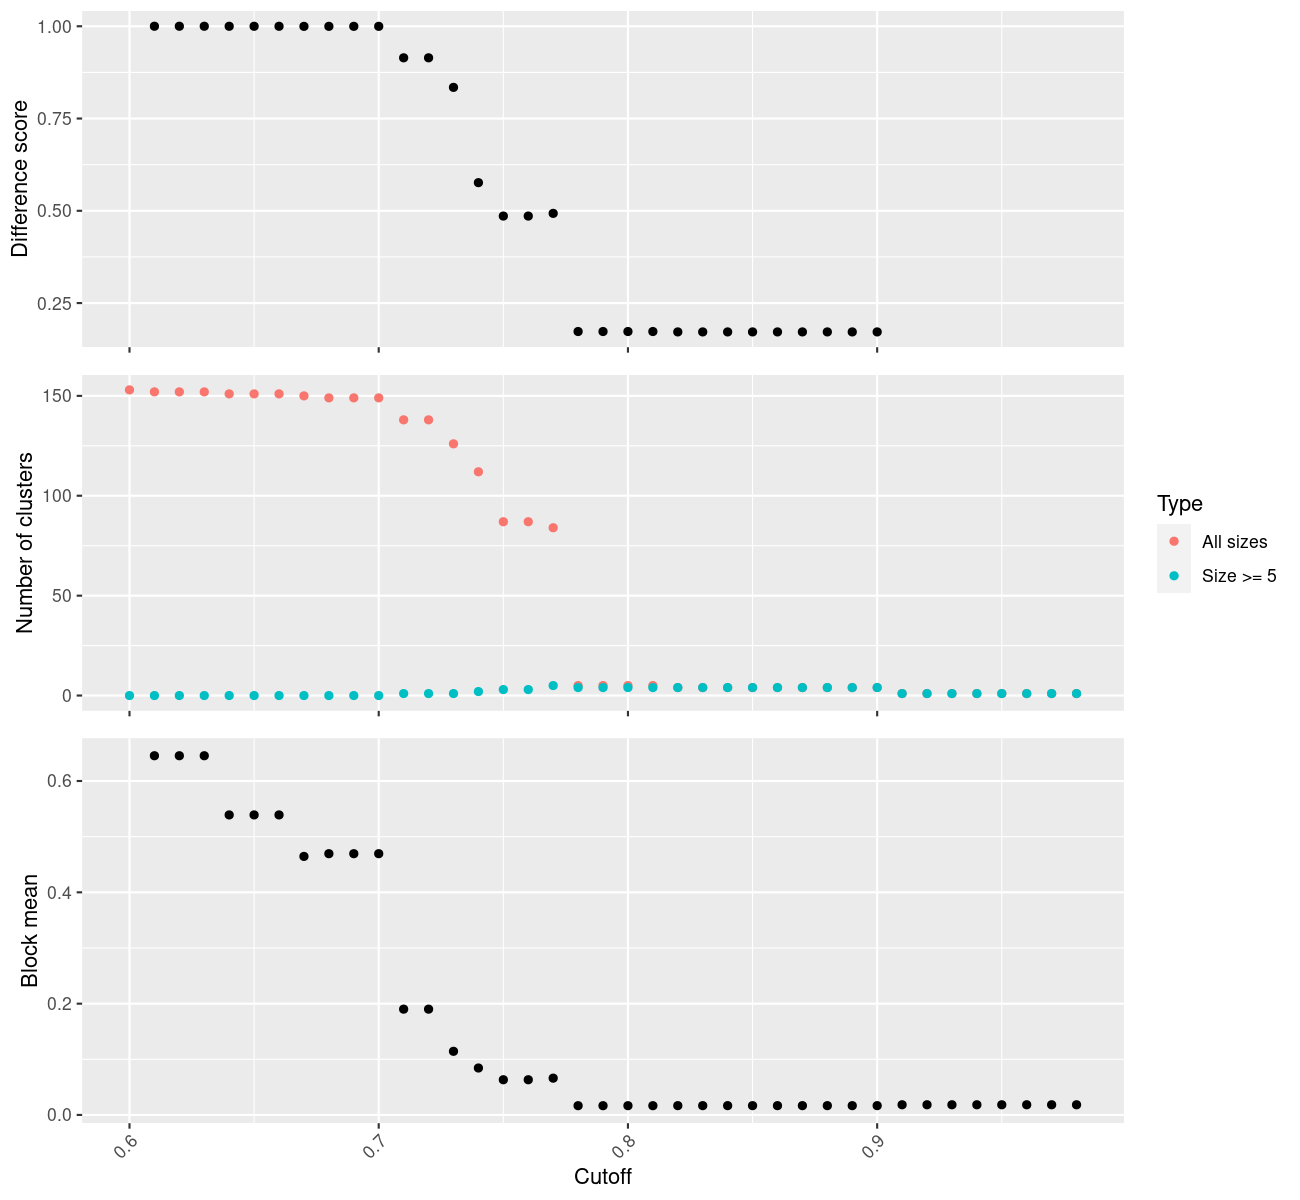 Difference score
1.00
0.75
0.50
0.25
Number of clusters
150
100
50
0
Type
All sizes
Size >= 5
Block mean
0.6
0.4
0.2
0.0
0.6 0.7 0.8 0.9
Cutoff